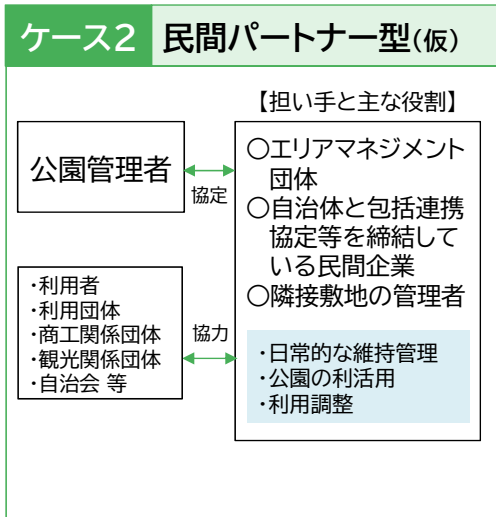 ケース2 民間パートナー型(仮)
【担い手と主な役割】
公園管理者
協定
〇エリアマネジメント
団体
〇自治体と包括連携
協定等を締結して
いる民間企業
〇隣接敷地の管理者
・利用者
・利用団体
・商工関係団体
・観光関係団体
・自治会 等
協力
・日常的な維持管理
・公園の利活用
・利用調整